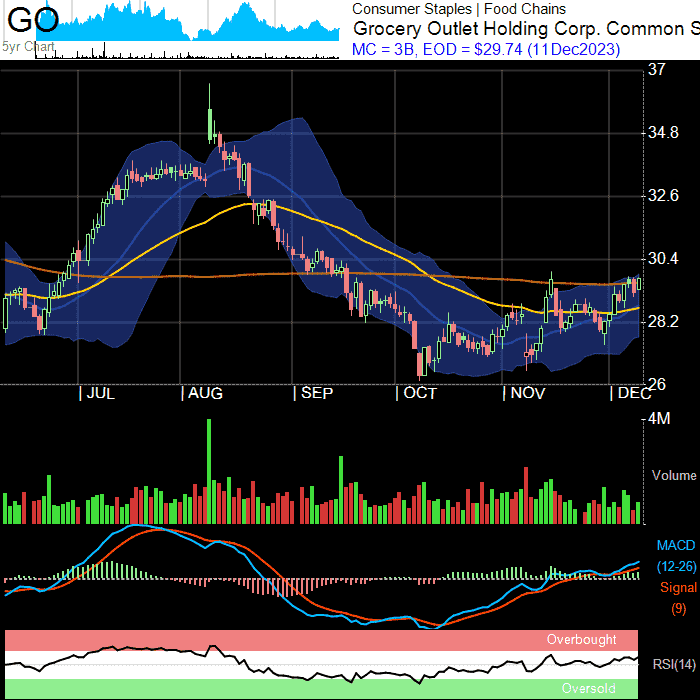 GO
5yr Chart
Consumer Staples | Food Chains
Grocery Outlet Holding Corp. Common S
MC = 3B, EOD = $29.74 (11Dec2023)
37
34.8
32.6
30.4
28.2
26
JUL
AUG
SEP
OCT
NOV
DEC
4M
Volume
MACD
(12-26)
Signal
(9)
Overbought
RSI(14)
Oversold